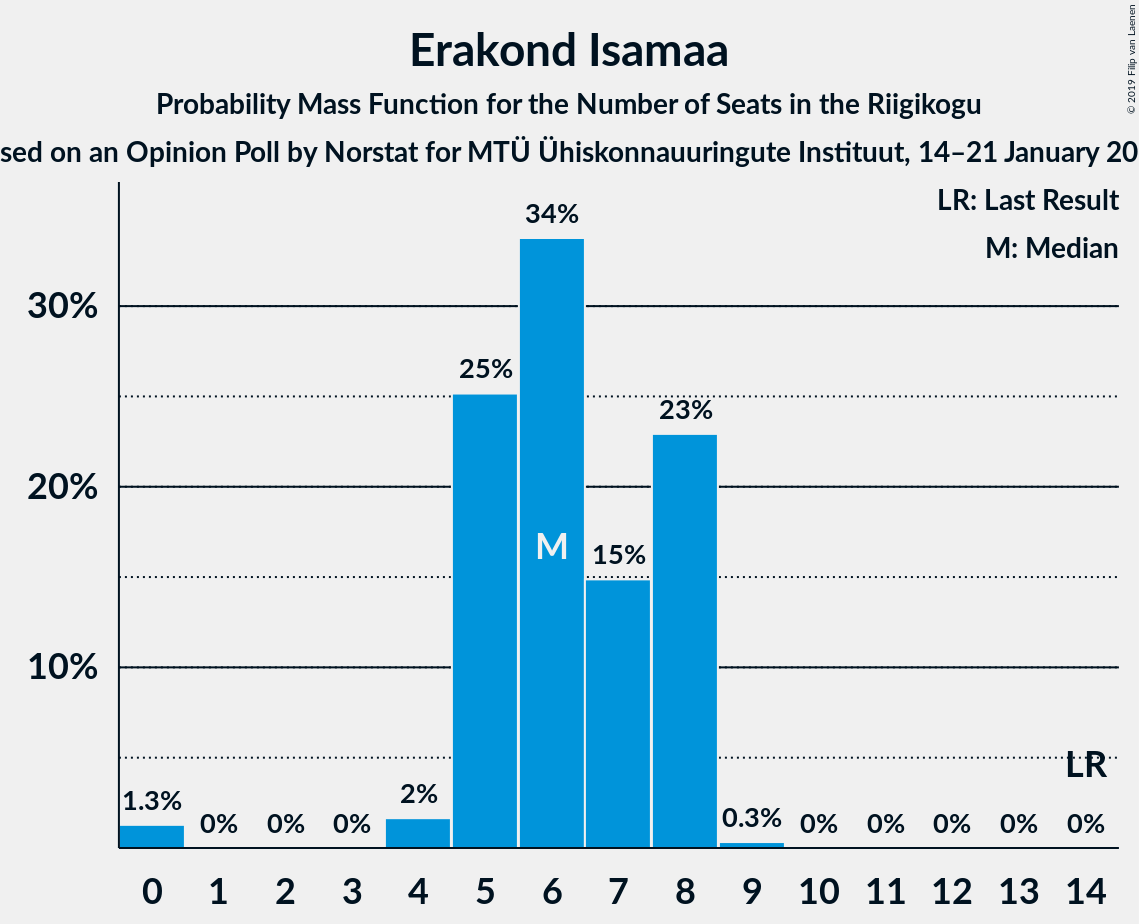 Erakond Isamaa
Probability Mass Function for the Number of Seats in the Riigikogu
sed on an Opinion Poll by Norstat for MTÜ Ühiskonnauuringute Instituut, 14–21 January 20
© 2019 Filip van Laenen
LR: Last Result
M: Median
34%
30%
25%
23%
20%
M
15%
10%
LR
1.3% 0% 0% 0% 2% 0.3% 0% 0% 0% 0% 0%
0 1 2 3 4 5 6 7 8 9 10 11 12 13 14